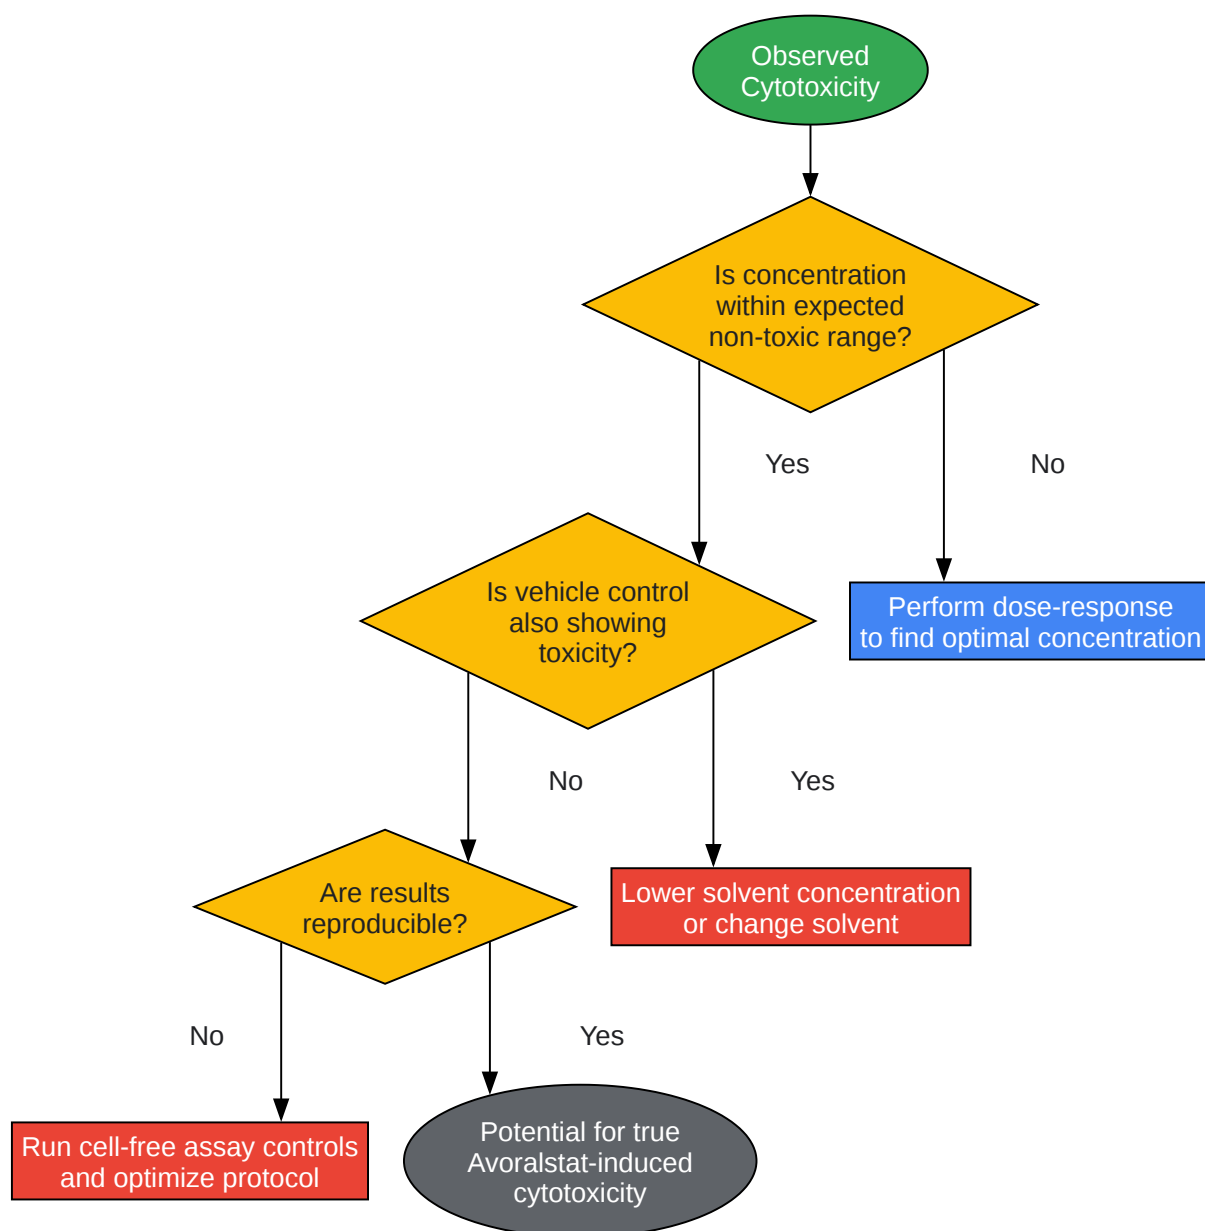 Observed
Cytotoxicity
Is concentration
within expected
non-toxic range?
Yes
No
Is vehicle control
also showing
toxicity?
Perform dose-response
to find optimal concentration
No
Yes
Are results
reproducible?
Lower solvent concentration
or change solvent
No
Yes
Run cell-free assay controls
and optimize protocol
Potential for true
Avoralstat-induced
cytotoxicity